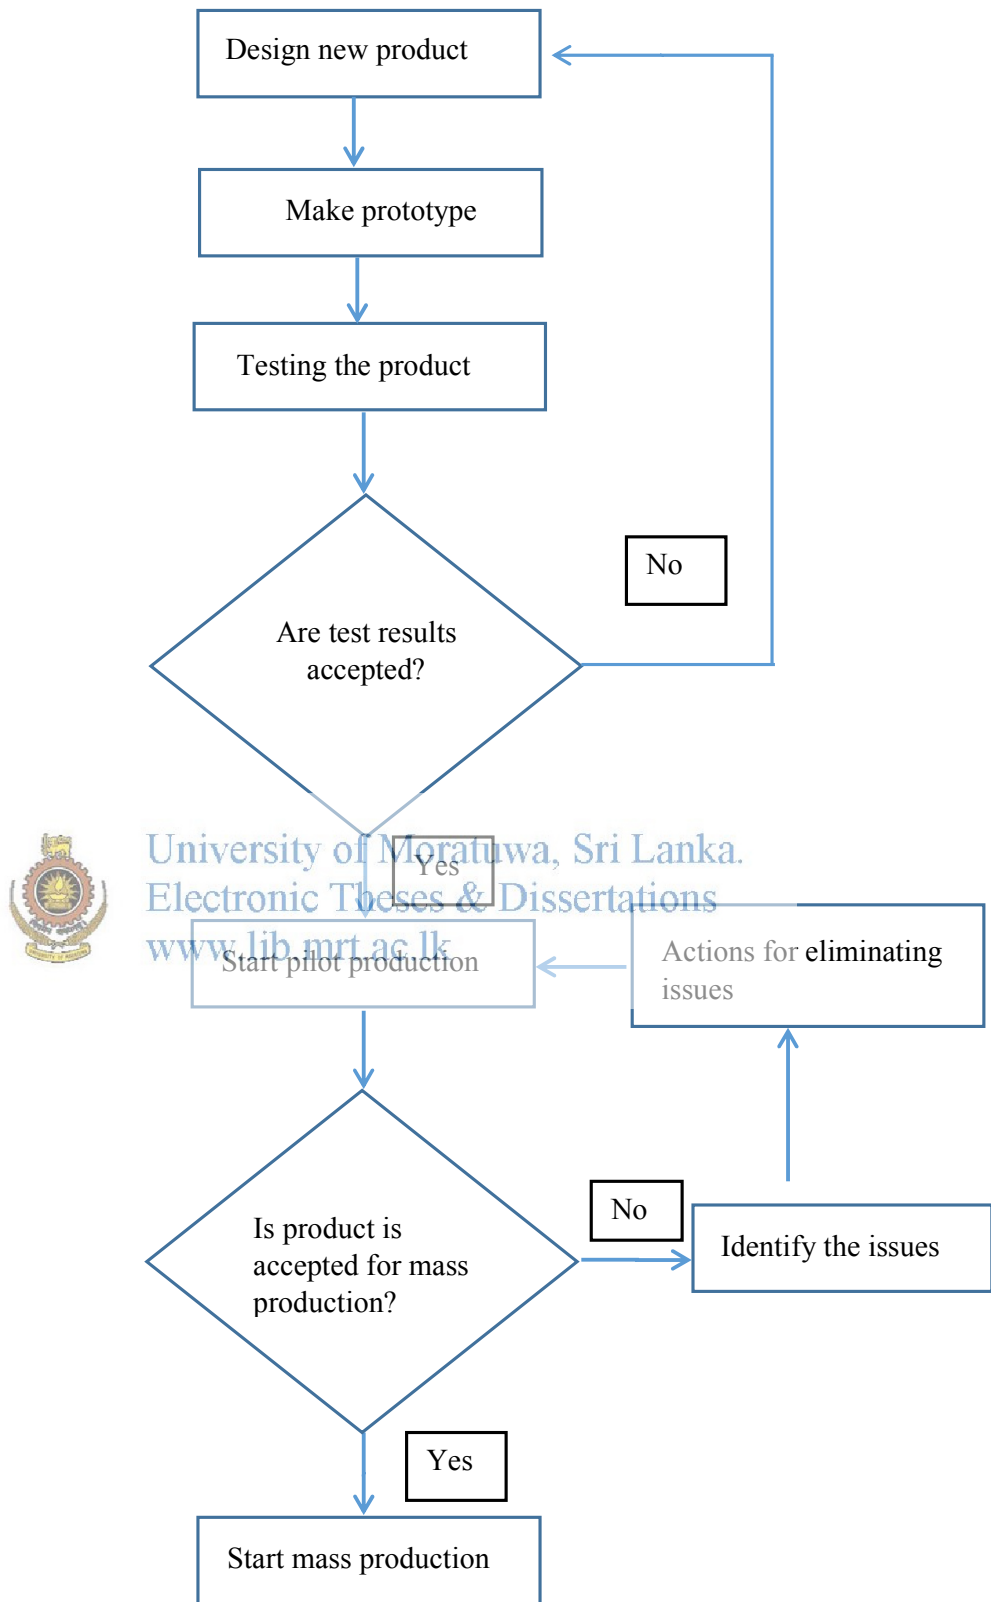 Design new product
Make prototype
Testing the product
No
Are test results
accepted?
University of Moratuwa, Sri Lanka.
Yes
Electronic Theses & Dissertations
www.lib.mrt.ac.lk
Start pilot production
Actions for eliminating
issues
No
Is product is
accepted for mass
production?
Identify the issues
Yes
Start mass production